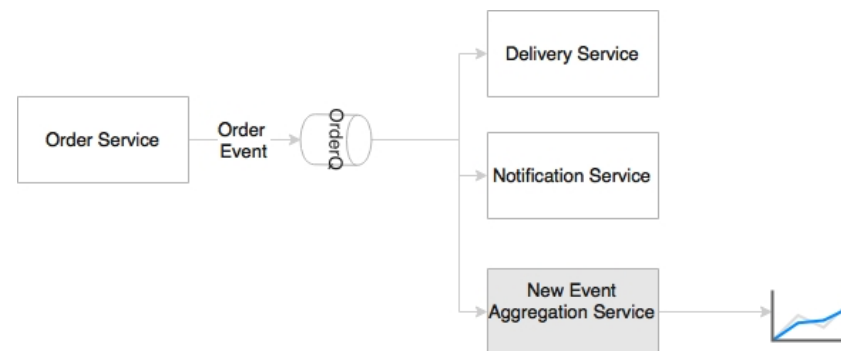 Delivery Service
Order Service
Order
Event
OrderQ
Notification Service
New Event
Aggregation Service